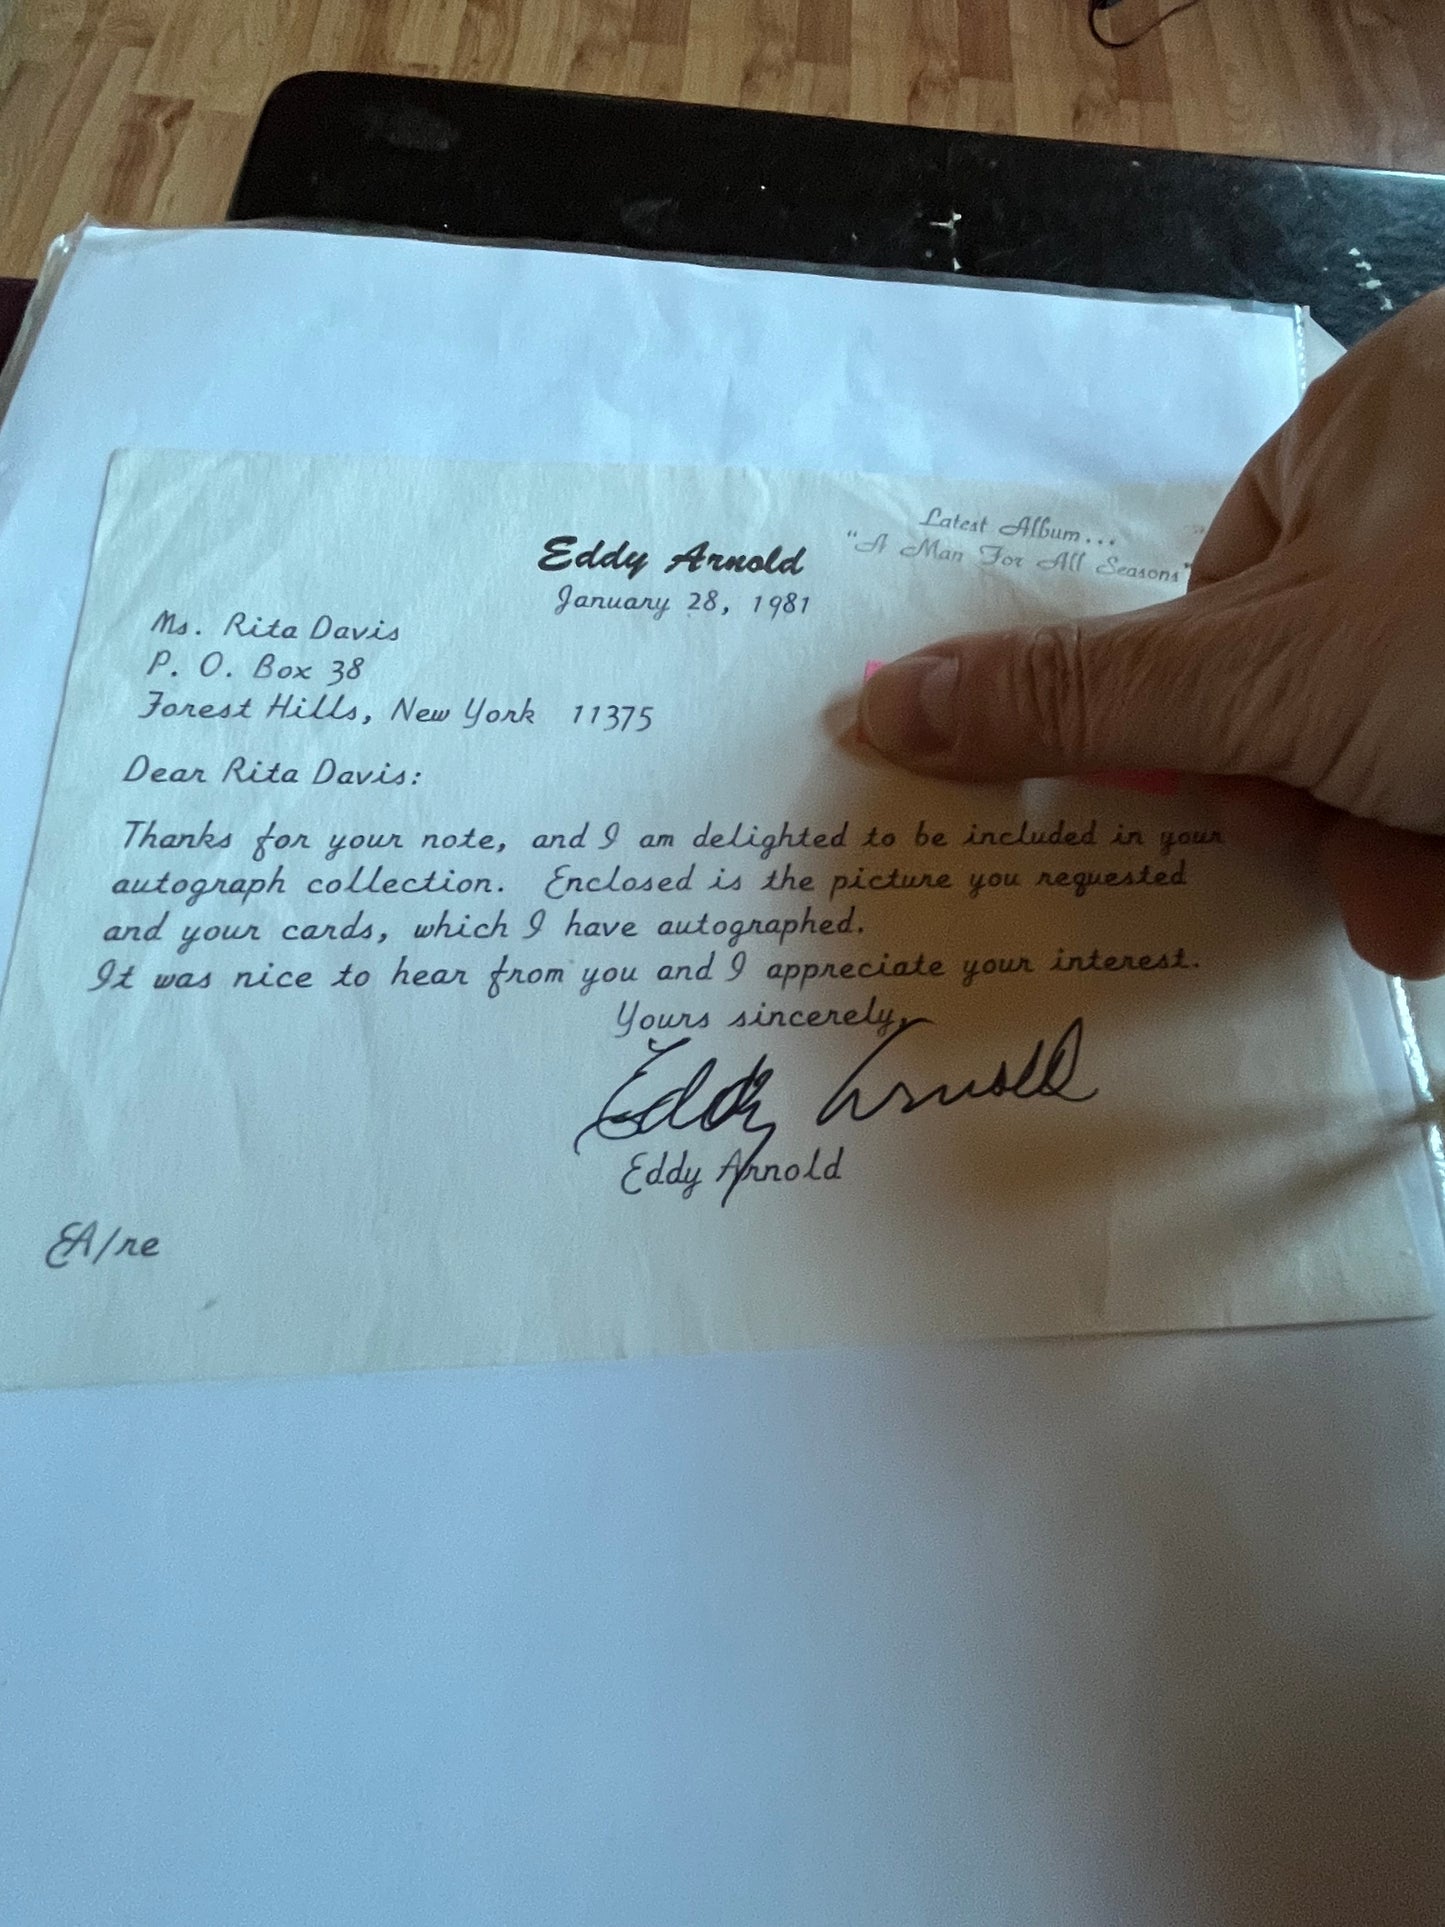 Latest Album...
"A Man For All Seasons"
Eddy Arnold
January 28, 1981
Ms. Rita Davis
P. O. Box 38
Forest Hills, New York 11375
Dear Rita Davis:
Thanks for your note, and I am delighted to be included in your
autograph collection. Enclosed is the picture you requested
and your cards, which I have autographed.
It was nice to hear from you and I appreciate your interest.
Yours sincerely,
Eddy Arnold
Eddy Arnold
EA/re